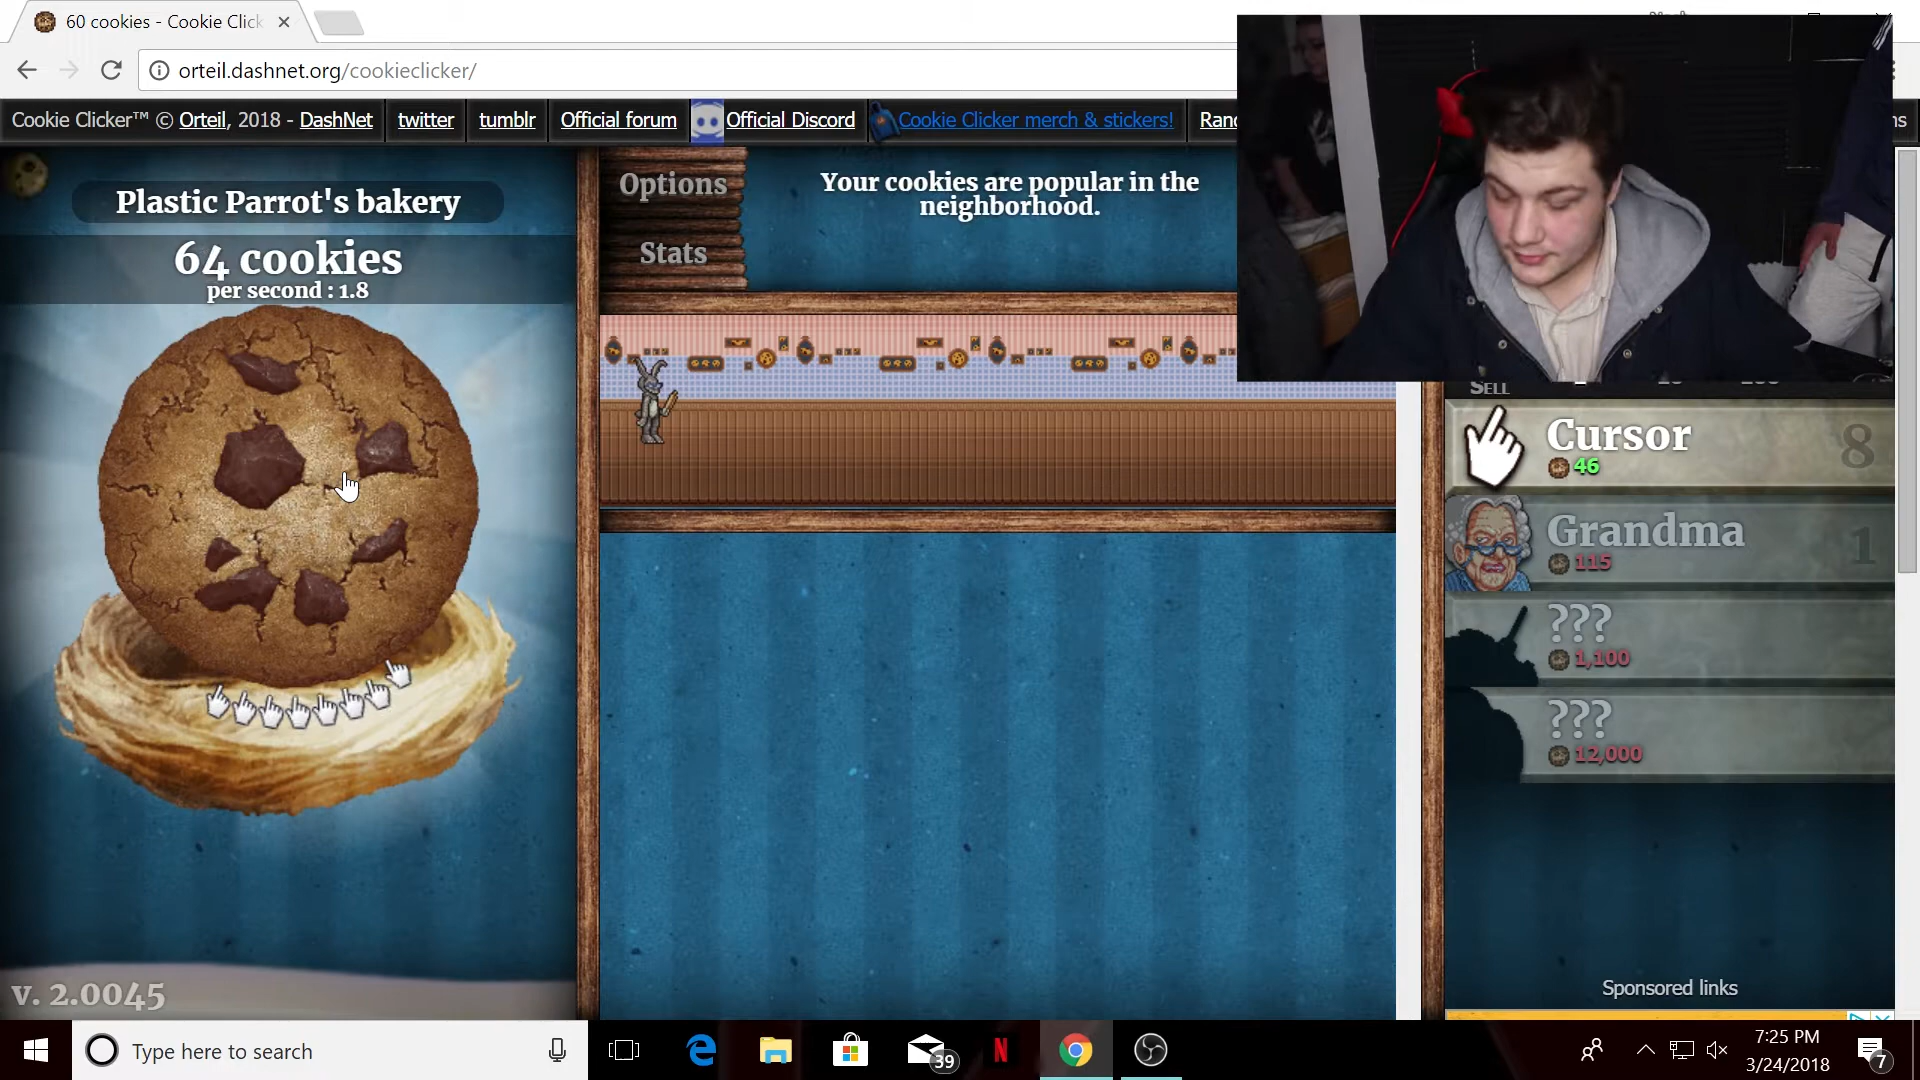 60 cookies - Cookie Click
orteil.dashnet.org/cookieclicker/
Cookie Clicker™ © Orteil, 2018 - DashNet
twitter
tumblr
Official forum
Official Discord
Cookie Clicker merch & stickers!
Plastic Parrot's bakery
64 cookies
per second : 1.8
Options
Stats
Your cookies are popular in the
neighborhood.
SELL
Cursor
46
8
Grandma
115
1
???
1,100
???
12,000
Sponsored links
v. 2.0045
Type here to search
39
7:25 PM
3/24/2018
7